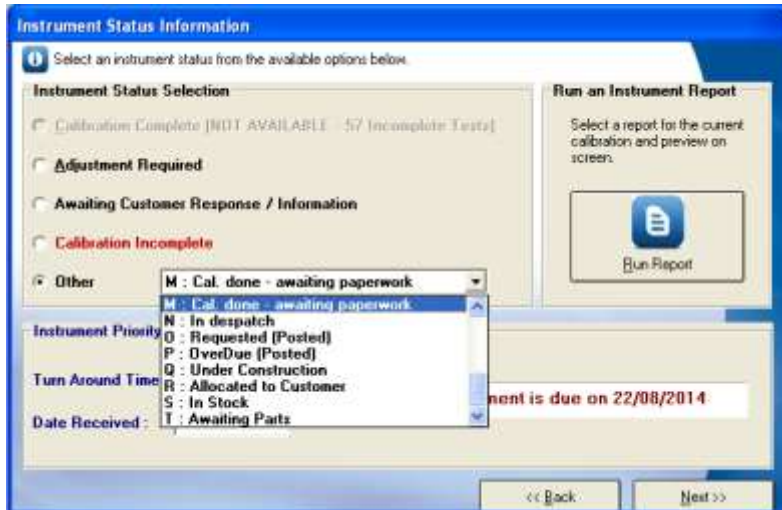 Instrument Status Information
Select an instrument status from the available options below.
Instrument Status Selection
Calibration Complete [NOT AVAILABLE - 57 Incomplete Tests]
Adjustment Required
Awaiting Customer Response / Information
Calibration Incomplete
Other
M : Cal. done - awaiting paperwork
M : Cal. done - awaiting paperwork
N : In despatch
O : Requested (Posted)
P : OverDue (Posted)
Q : Under Construction
R : Allocated to Customer
S : In Stock
T : Awaiting Parts
Run an Instrument Report
Select a report for the current
calibration and preview on
screen.
Run Report
Instrument Priority
Turn Around Time
ment is due on 22/08/2014
Date Received :
<< Back
Next >>